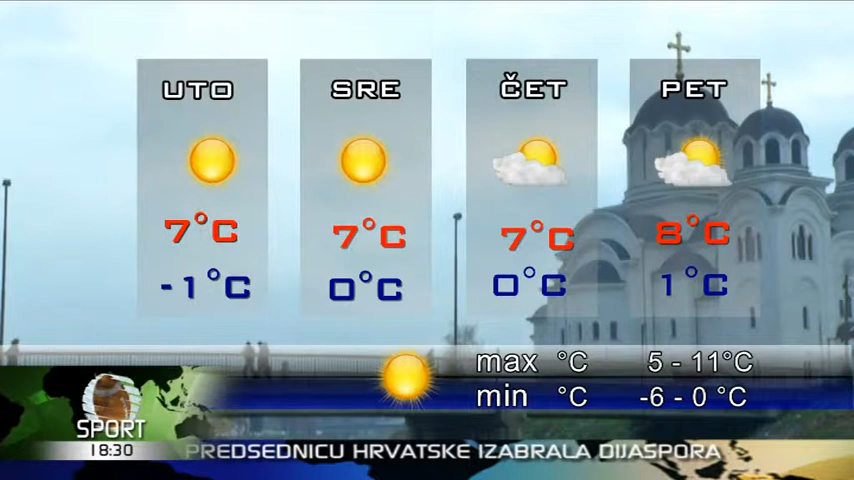 UTO SRE ČET PET
7°C 7°C 7°C 8°C
-1°C 0°C 0°C 1°C
max °C 5 - 11°C
min °C -6 - 0 °C
SPORT
18:30 PREDSEDNICU HRVATSKE IZABRALA DIJASPORA